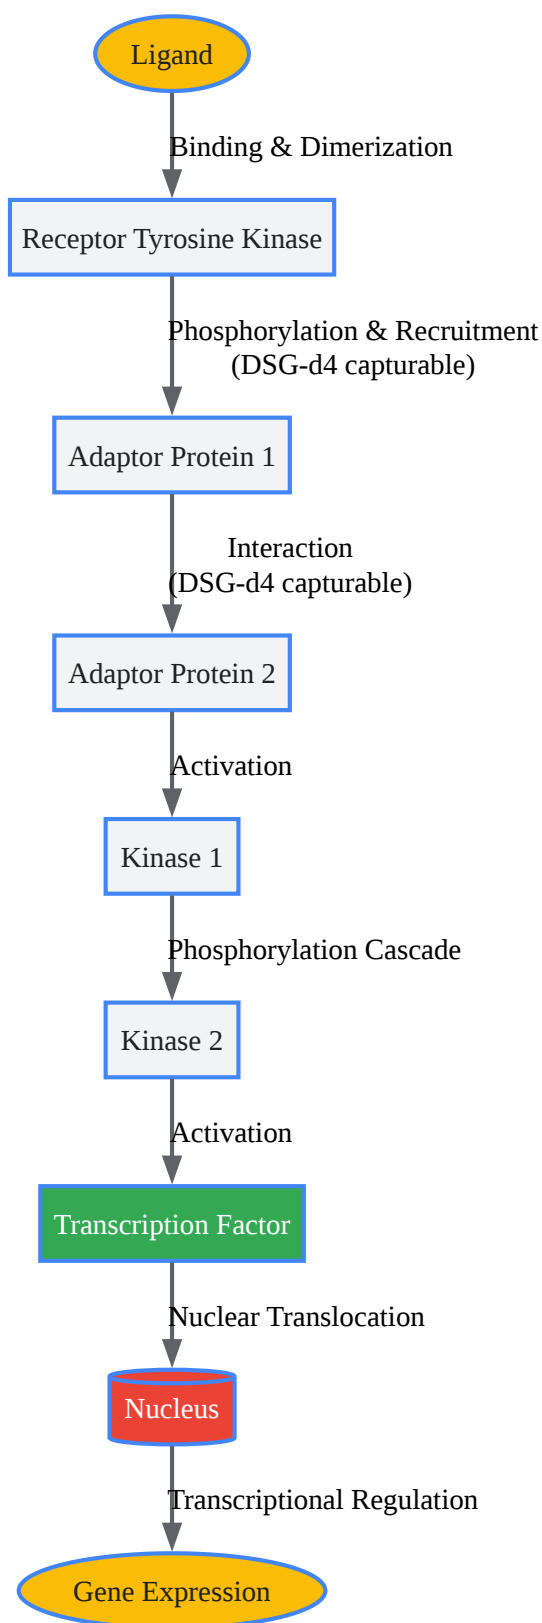 Ligand
Binding & Dimerization
Receptor Tyrosine Kinase
Phosphorylation & Recruitment
(DSG-d4 capturable)
Adaptor Protein 1
Interaction
(DSG-d4 capturable)
Adaptor Protein 2
Activation
Kinase 1
Phosphorylation Cascade
Kinase 2
Activation
Transcription Factor
Nuclear Translocation
Nucleus
Transcriptional Regulation
Gene Expression